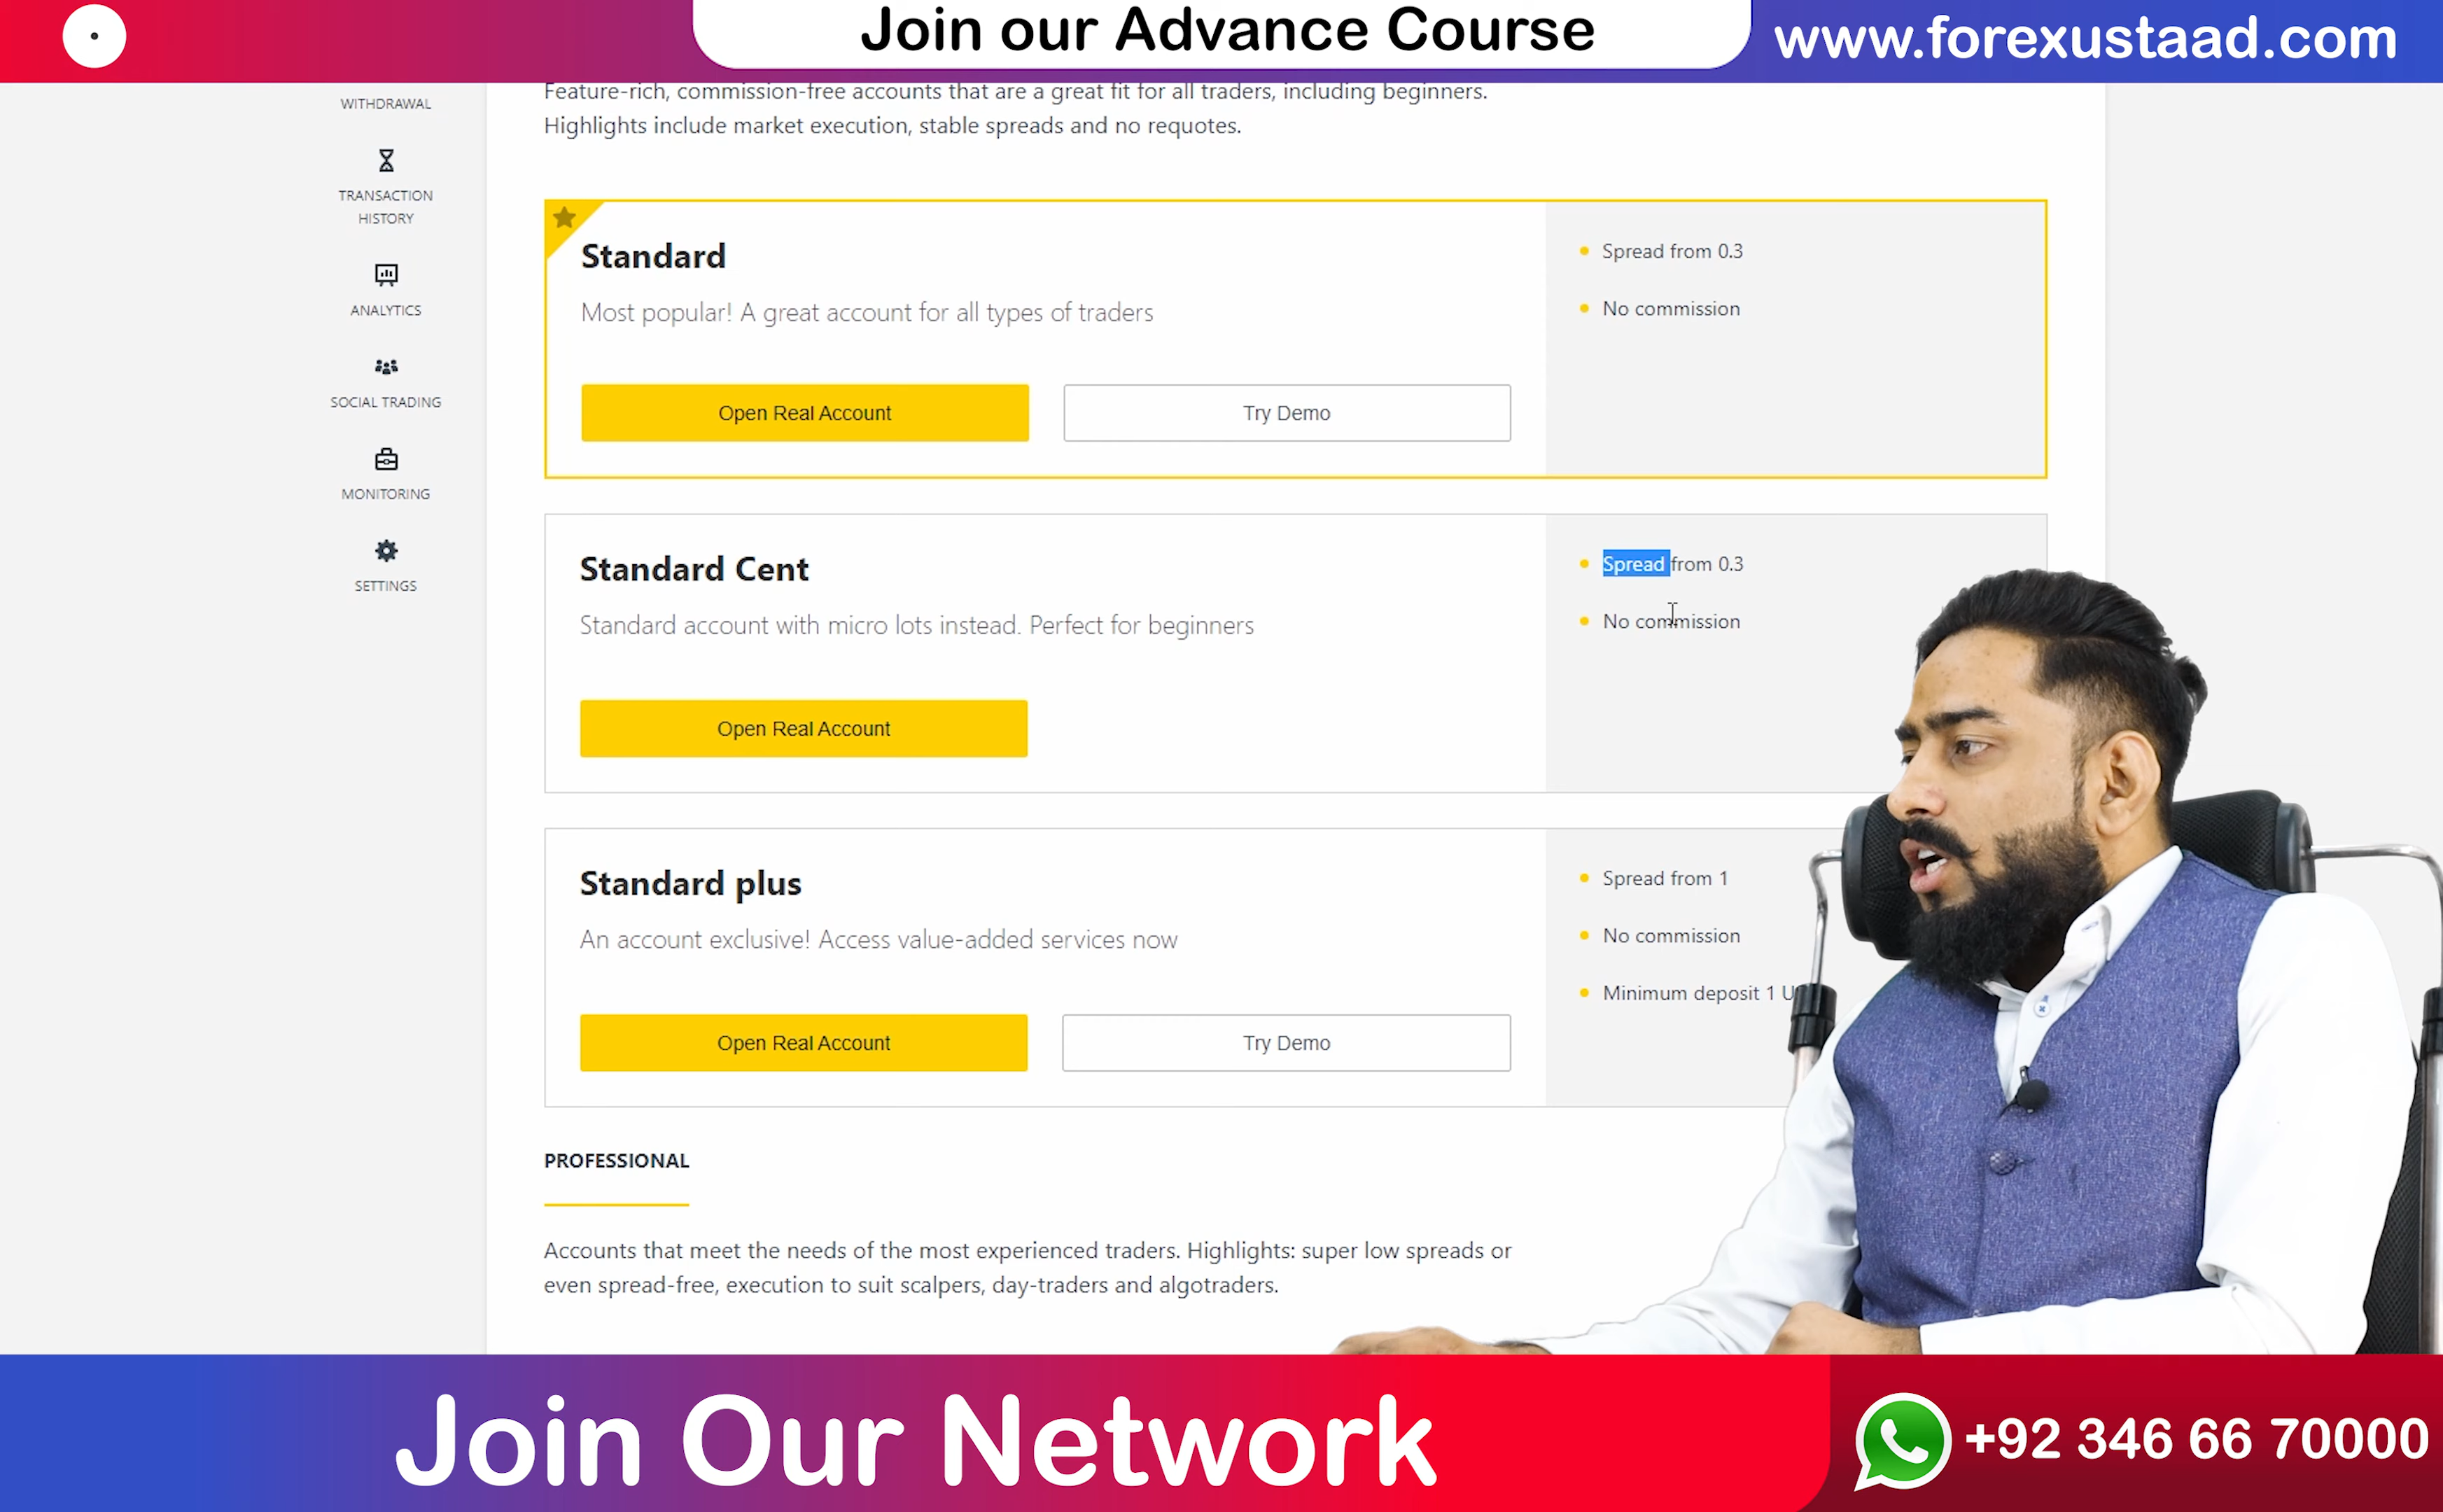 Join our Advance Course
www.forexustaad.com
WITHDRAWAL
TRANSACTION
HISTORY
ANALYTICS
SOCIAL TRADING
MONITORING
SETTINGS
Feature-rich, commission-free accounts that are a great fit for all traders, including beginners.
Highlights include market execution, stable spreads and no requotes.
Standard
Most popular! A great account for all types of traders
Open Real Account
Try Demo
Spread from 0.3
No commission
Standard Cent
Standard account with micro lots instead. Perfect for beginners
Open Real Account
Spread from 0.3
No commission
Standard plus
An account exclusive! Access value-added services now
Open Real Account
Try Demo
Spread from 1
No commission
Minimum deposit 1 U
PROFESSIONAL
Accounts that meet the needs of the most experienced traders. Highlights: super low spreads or
even spread-free, execution to suit scalpers, day-traders and algotraders.
Join Our Network
+92 346 66 70000